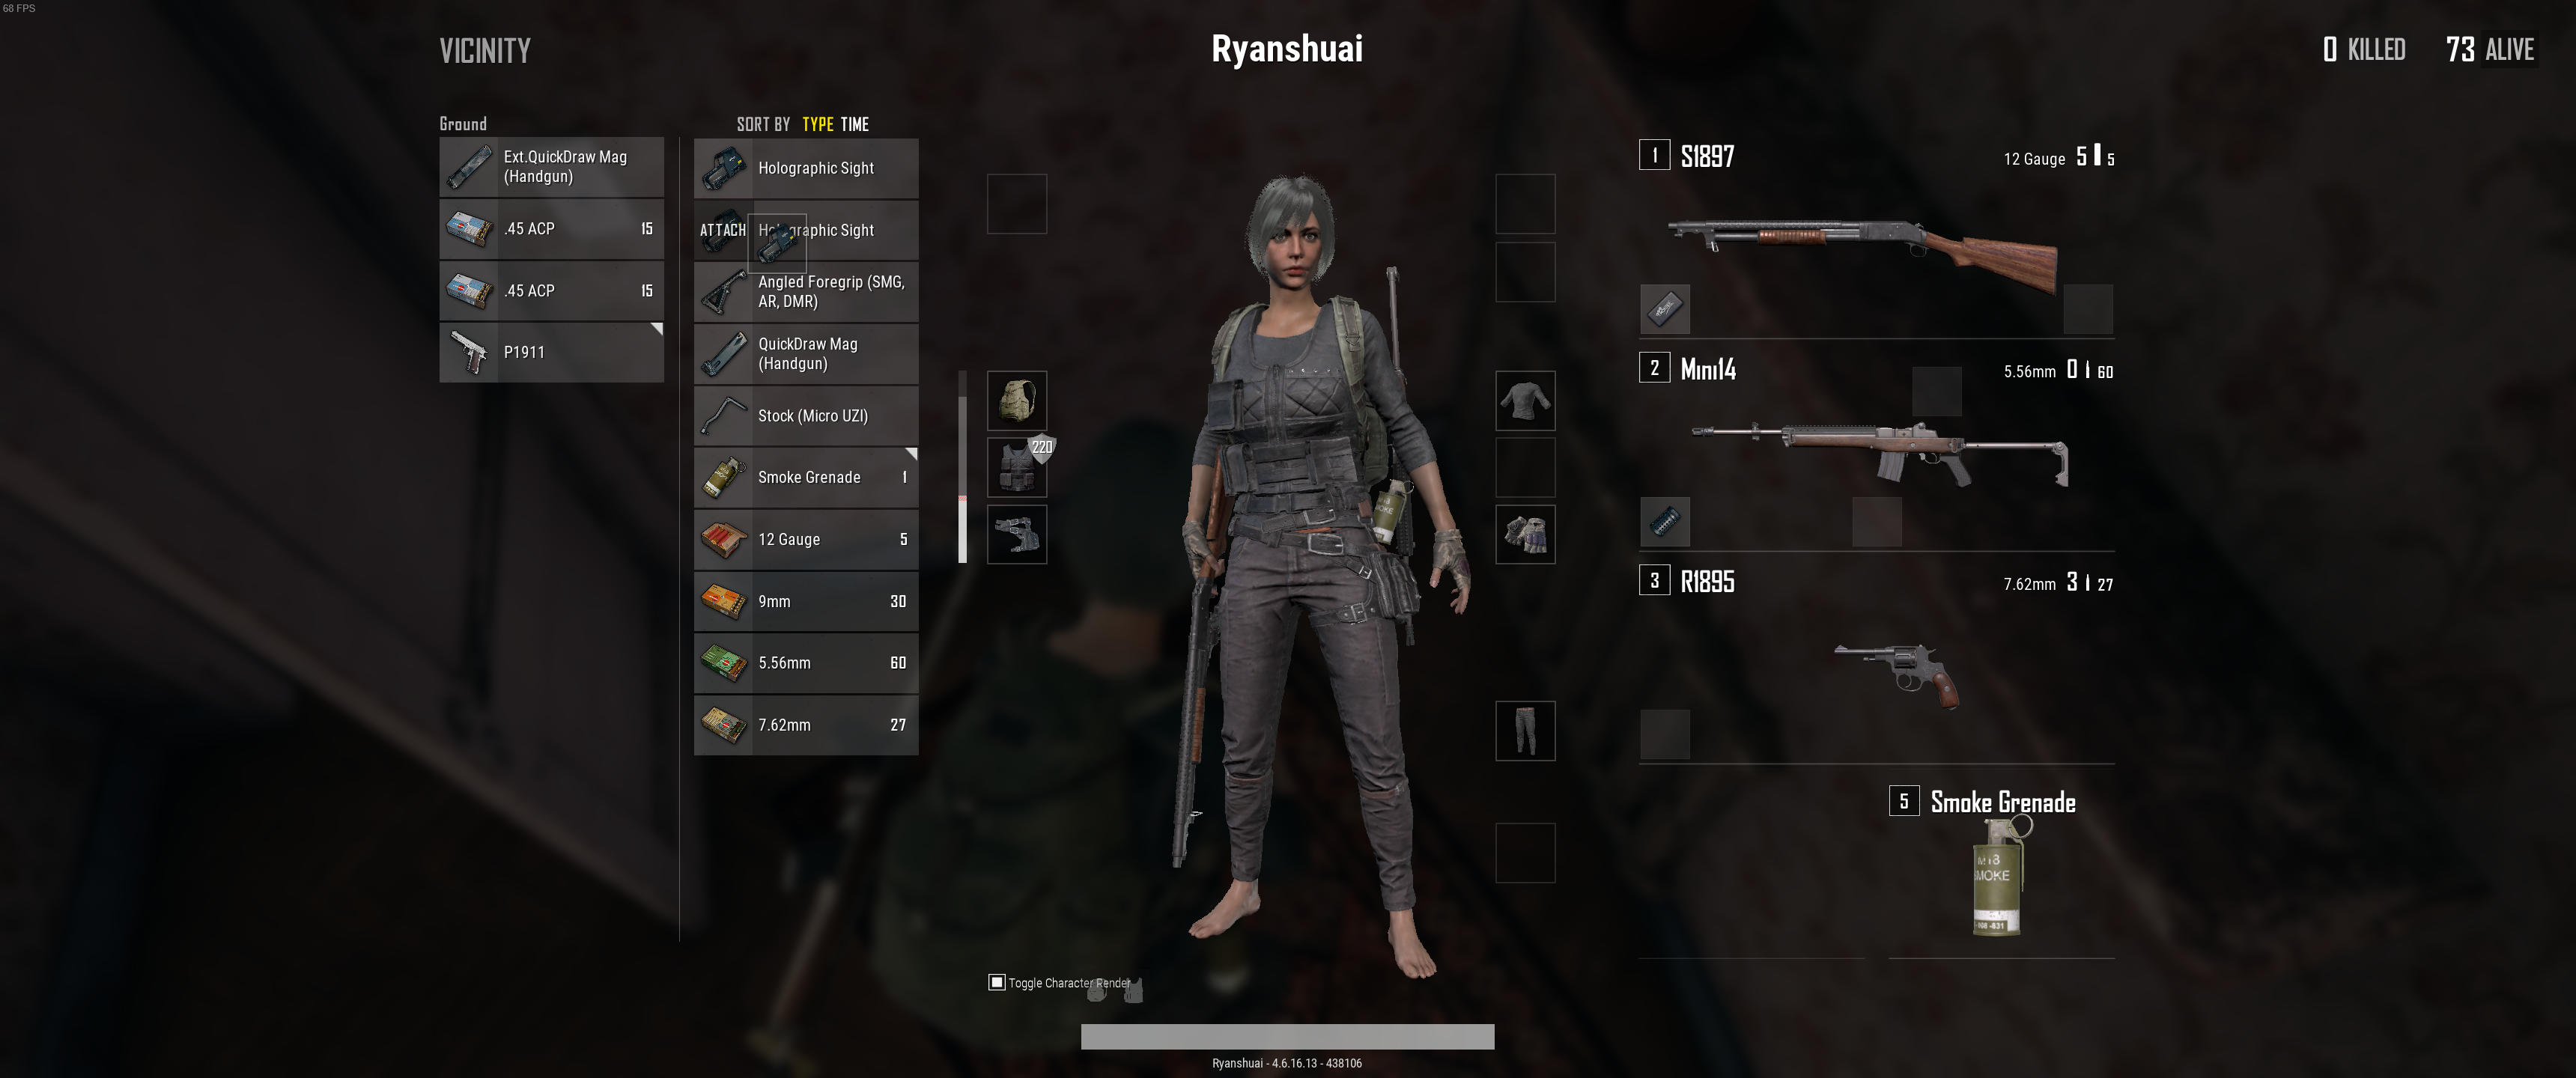 68 FPS
VICINITY
Ryanshuai
0 KILLED 73 ALIVE
Ground
Ext.QuickDraw Mag
(Handgun)
.45 ACP 15
.45 ACP 15
P1911
SORT BY TYPE TIME
Holographic Sight
ATTACH Holographic Sight
Angled Foregrip (SMG,
AR, DMR)
QuickDraw Mag
(Handgun)
Stock (Micro UZI)
Smoke Grenade 1
12 Gauge 5
9mm 30
5.56mm 60
7.62mm 27
220
1 S1897 12 Gauge 5 5
2 Mini14 5.56mm 0 60
3 R1895 7.62mm 3 27
5 Smoke Grenade
M18
SMOKE
Toggle Character Render
Ryanshuai - 4.6.16.13 - 438106